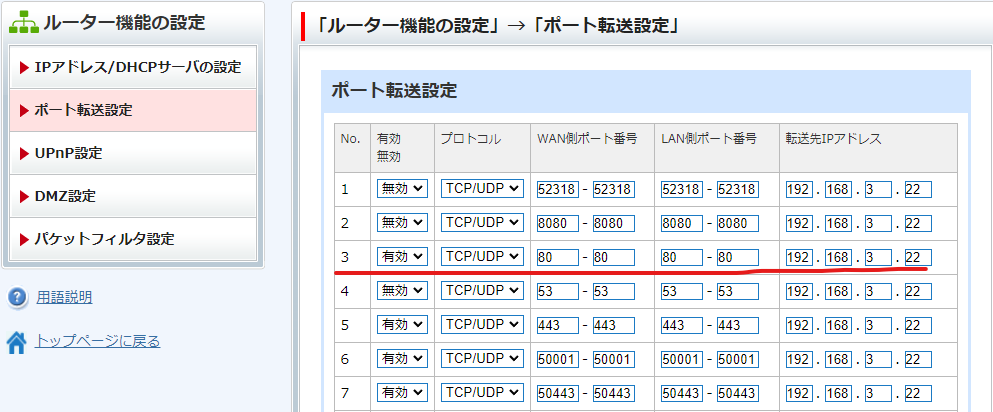 ルーター機能の設定
IPアドレス/DHCPサーバの設定
ポート転送設定
UPnP設定
DMZ設定
パケットフィルタ設定
用語説明
トップページに戻る
「ルーター機能の設定」→「ポート転送設定」
ポート転送設定
No. 有効 無効 プロトコル WAN側ポート番号 LAN側ポート番号 転送先IPアドレス
1 無効 TCP/UDP 52318 - 52318 52318 - 52318 192 . 168 . 3 . 22
2 無効 TCP/UDP 8080 - 8080 8080 - 8080 192 . 168 . 3 . 22
3 有効 TCP/UDP 80 - 80 80 - 80 192 . 168 . 3 . 22
4 無効 TCP/UDP 53 - 53 53 - 53 192 . 168 . 3 . 22
5 有効 TCP/UDP 443 - 443 443 - 443 192 . 168 . 3 . 22
6 有効 TCP/UDP 50001 - 50001 50001 - 50001 192 . 168 . 3 . 22
7 有効 TCP/UDP 50443 - 50443 50443 - 50443 192 . 168 . 3 . 22